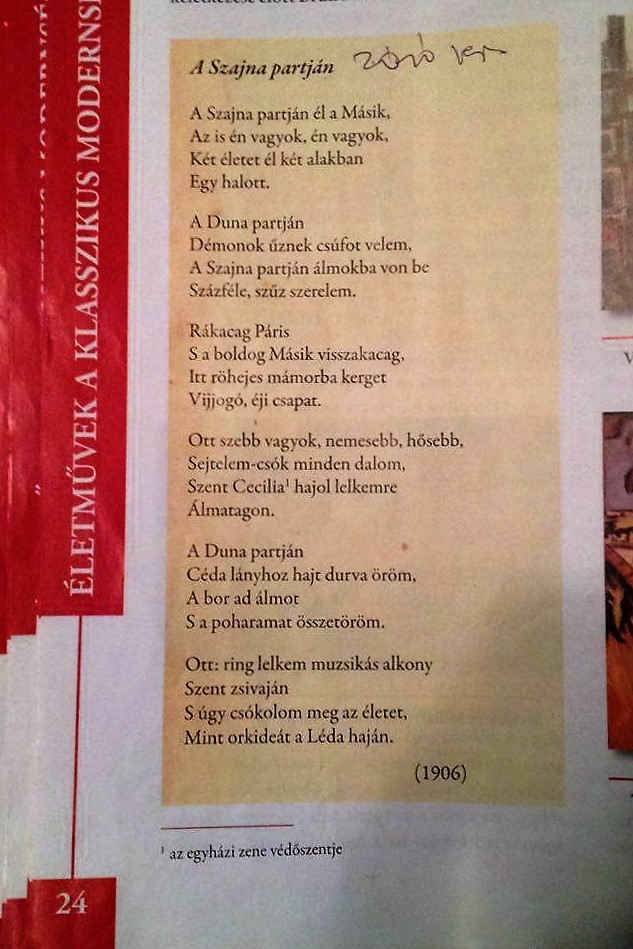 A Szajna partján
A Szajna partján él a Másik,
Az is én vagyok, én vagyok,
Két életet él két alakban
Egy halott.
A Duna partján
Démonok űznek csúfot velem,
A Szajna partján álmokba von be
Százféle, szűz szerelem.
Rákacag Páris
S a boldog Másik visszakacag,
Itt röhejes mámorba kerget
Vijjogó, éji csapat.
Ott szebb vagyok, nemesebb, hősebb,
Sejtelem-csók minden dalom,
Szent Cecilia¹ hajol lelkemre
Álmatagon.
A Duna partján
Céda lányhoz hajt durva öröm,
A bor ad álmot
S a poharamat összetöröm.
Ott: ring lelkem muzsikás alkony
Szent zsivaján
S úgy csókolom meg az életet,
Mint orkideát a Léda haján.
(1906)
¹ az egyházi zene védőszentje
ÉLETMŰVEK A KLASSZIKUS
24